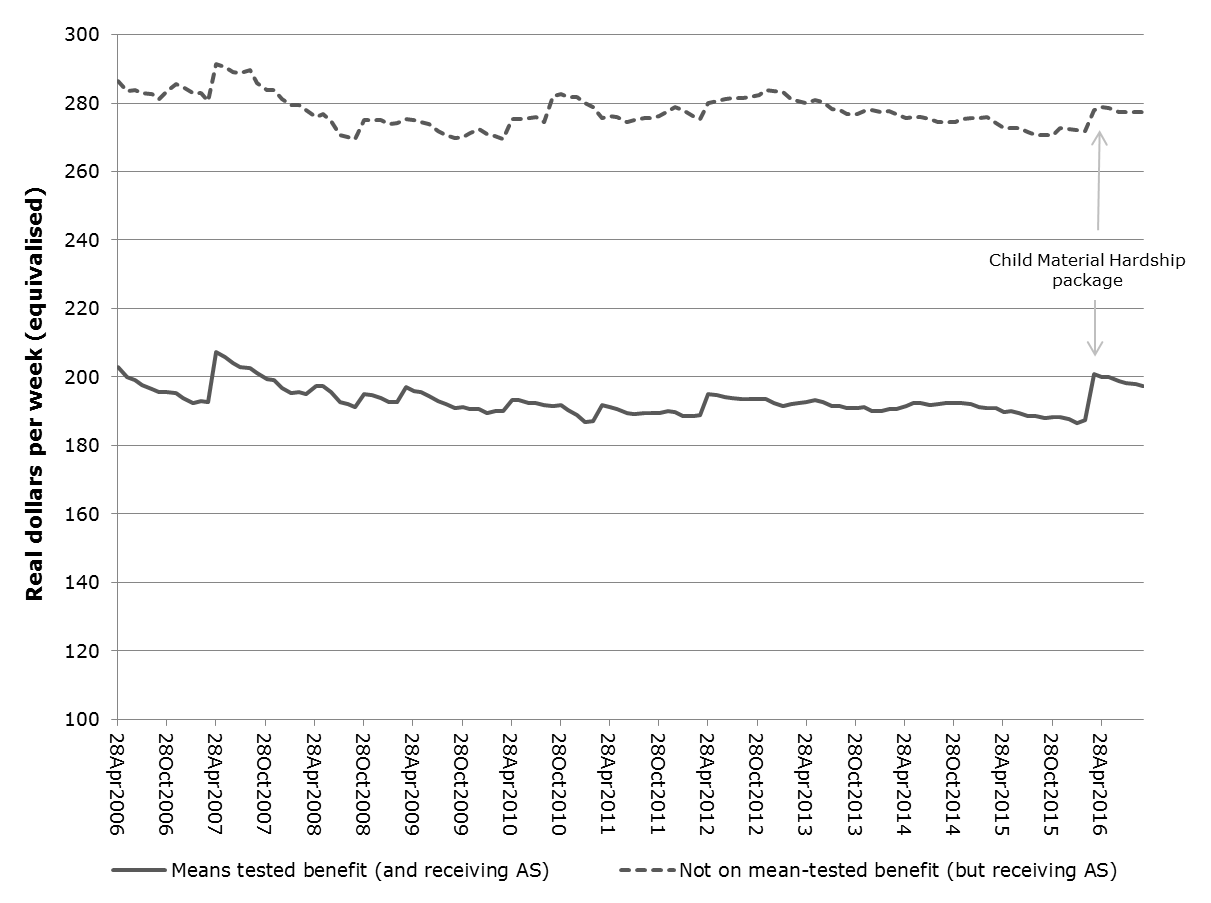 300
280
260
240
220
200
180
160
140
120
100
Real dollars per week (equivalised)
Child Material Hardship
package
28Apr2006
28Oct2006
28Apr2007
28Oct2007
28Apr2008
28Oct2008
28Apr2009
28Oct2009
28Apr2010
28Oct2010
28Apr2011
28Oct2011
28Apr2012
28Oct2012
28Apr2013
28Oct2013
28Apr2014
28Oct2014
28Apr2015
28Oct2015
28Apr2016
Means tested benefit (and receiving AS)
Not on mean-tested benefit (but receiving AS)